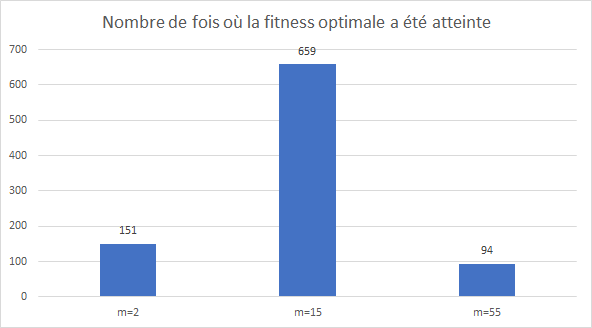 Nombre de fois où la fitness optimale a été atteinte
700
659
600
500
400
300
200
151
100
94
0
m=2
m=15
m=55